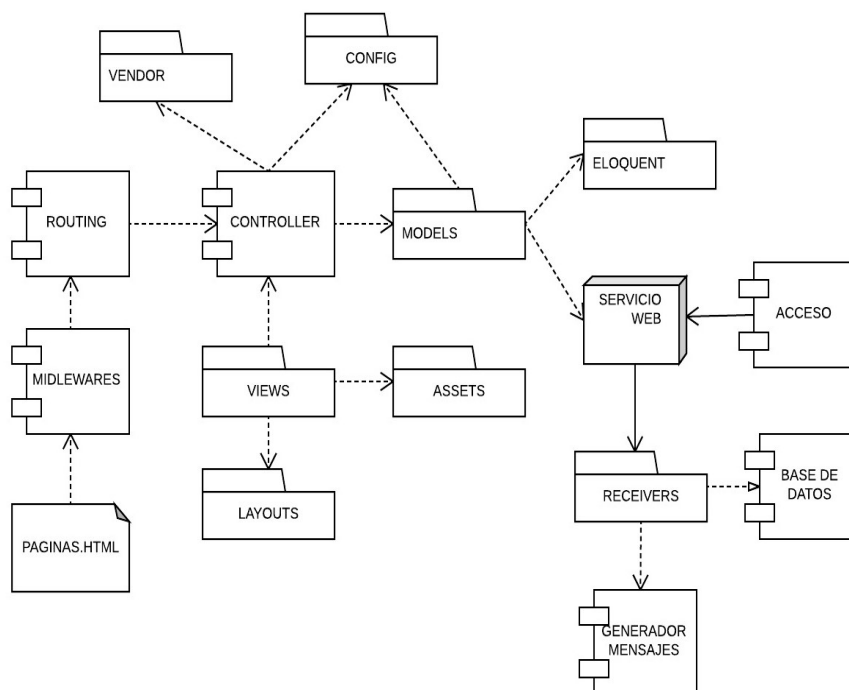 CONFIG
VENDOR
ELOQUENT
ROUTING
CONTROLLER
MODELS
SERVICIO
WEB
ACCESO
MIDLEWARES
VIEWS
ASSETS
BASE DE
DATOS
RECEIVERS
LAYOUTS
PAGINAS.HTML
GENERADOR
MENSAJES